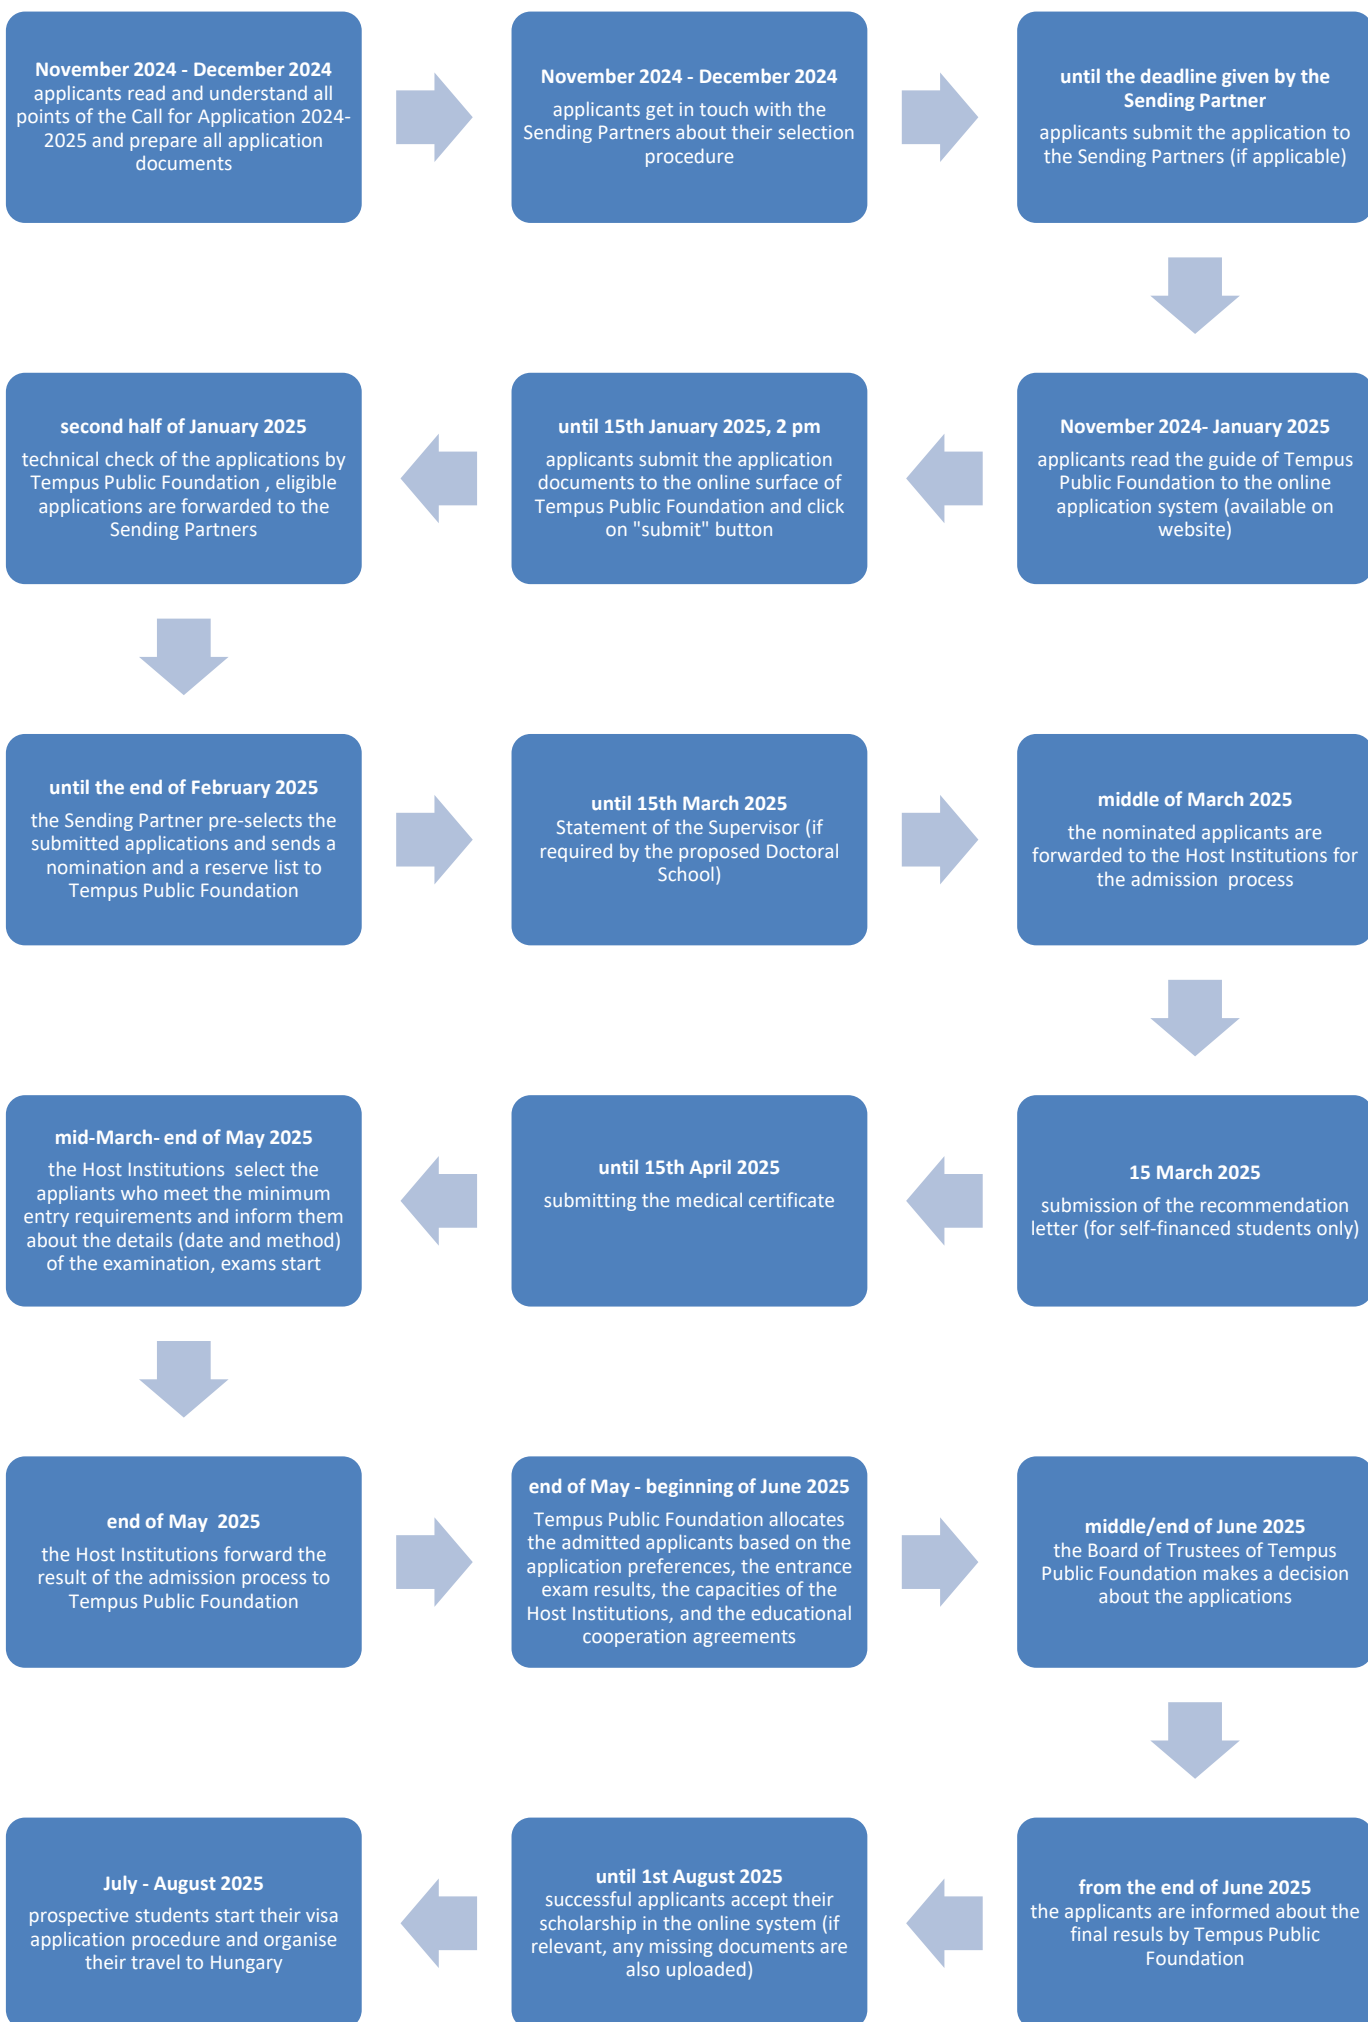 November 2024 - December 2024
applicants read and understand all
points of the Call for Application 2024-
2025 and prepare all application
documents
November 2024 - December 2024
applicants get in touch with the
Sending Partners about their selection
procedure
until the deadline given by the
Sending Partner
applicants submit the application to
the Sending Partners (if applicable)
November 2024- January 2025
applicants read the guide of Tempus
Public Foundation to the online
application system (available on
website)
until 15th January 2025, 2 pm
applicants submit the application
documents to the online surface of
Tempus Public Foundation and click
on "submit" button
second half of January 2025
technical check of the applications by
Tempus Public Foundation , eligible
applications are forwarded to the
Sending Partners
until the end of February 2025
the Sending Partner pre-selects the
submitted applications and sends a
nomination and a reserve list to
Tempus Public Foundation
until 15th March 2025
Statement of the Supervisor (if
required by the proposed Doctoral
School)
middle of March 2025
the nominated applicants are
forwarded to the Host Institutions for
the admission  process
15 March 2025
submission of the recommendation
letter (for self-financed students only)
until 15th April 2025
submitting the medical certificate
mid-March- end of May 2025
the Host Institutions  select the
appliants who meet the minimum
entry requirements and inform them
about the details (date and method)
of the examination, exams start
end of May  2025
the Host Institutions forward the
result of the admission process to
Tempus Public Foundation
end of May - beginning of June 2025
Tempus Public Foundation allocates
the admitted applicants based on the
application preferences, the entrance
exam results, the capacities of the
Host Institutions, and the educational
cooperation agreements
middle/end of June 2025
the Board of Trustees of Tempus
Public Foundation makes a decision
about the applications
from the end of June 2025
the applicants are informed about the
final resuls by Tempus Public
Foundation
until 1st August 2025
successful applicants accept their
scholarship in the online system (if
relevant, any missing documents are
also uploaded)
July - August 2025
prospective students start their visa
application procedure and organise
their travel to Hungary